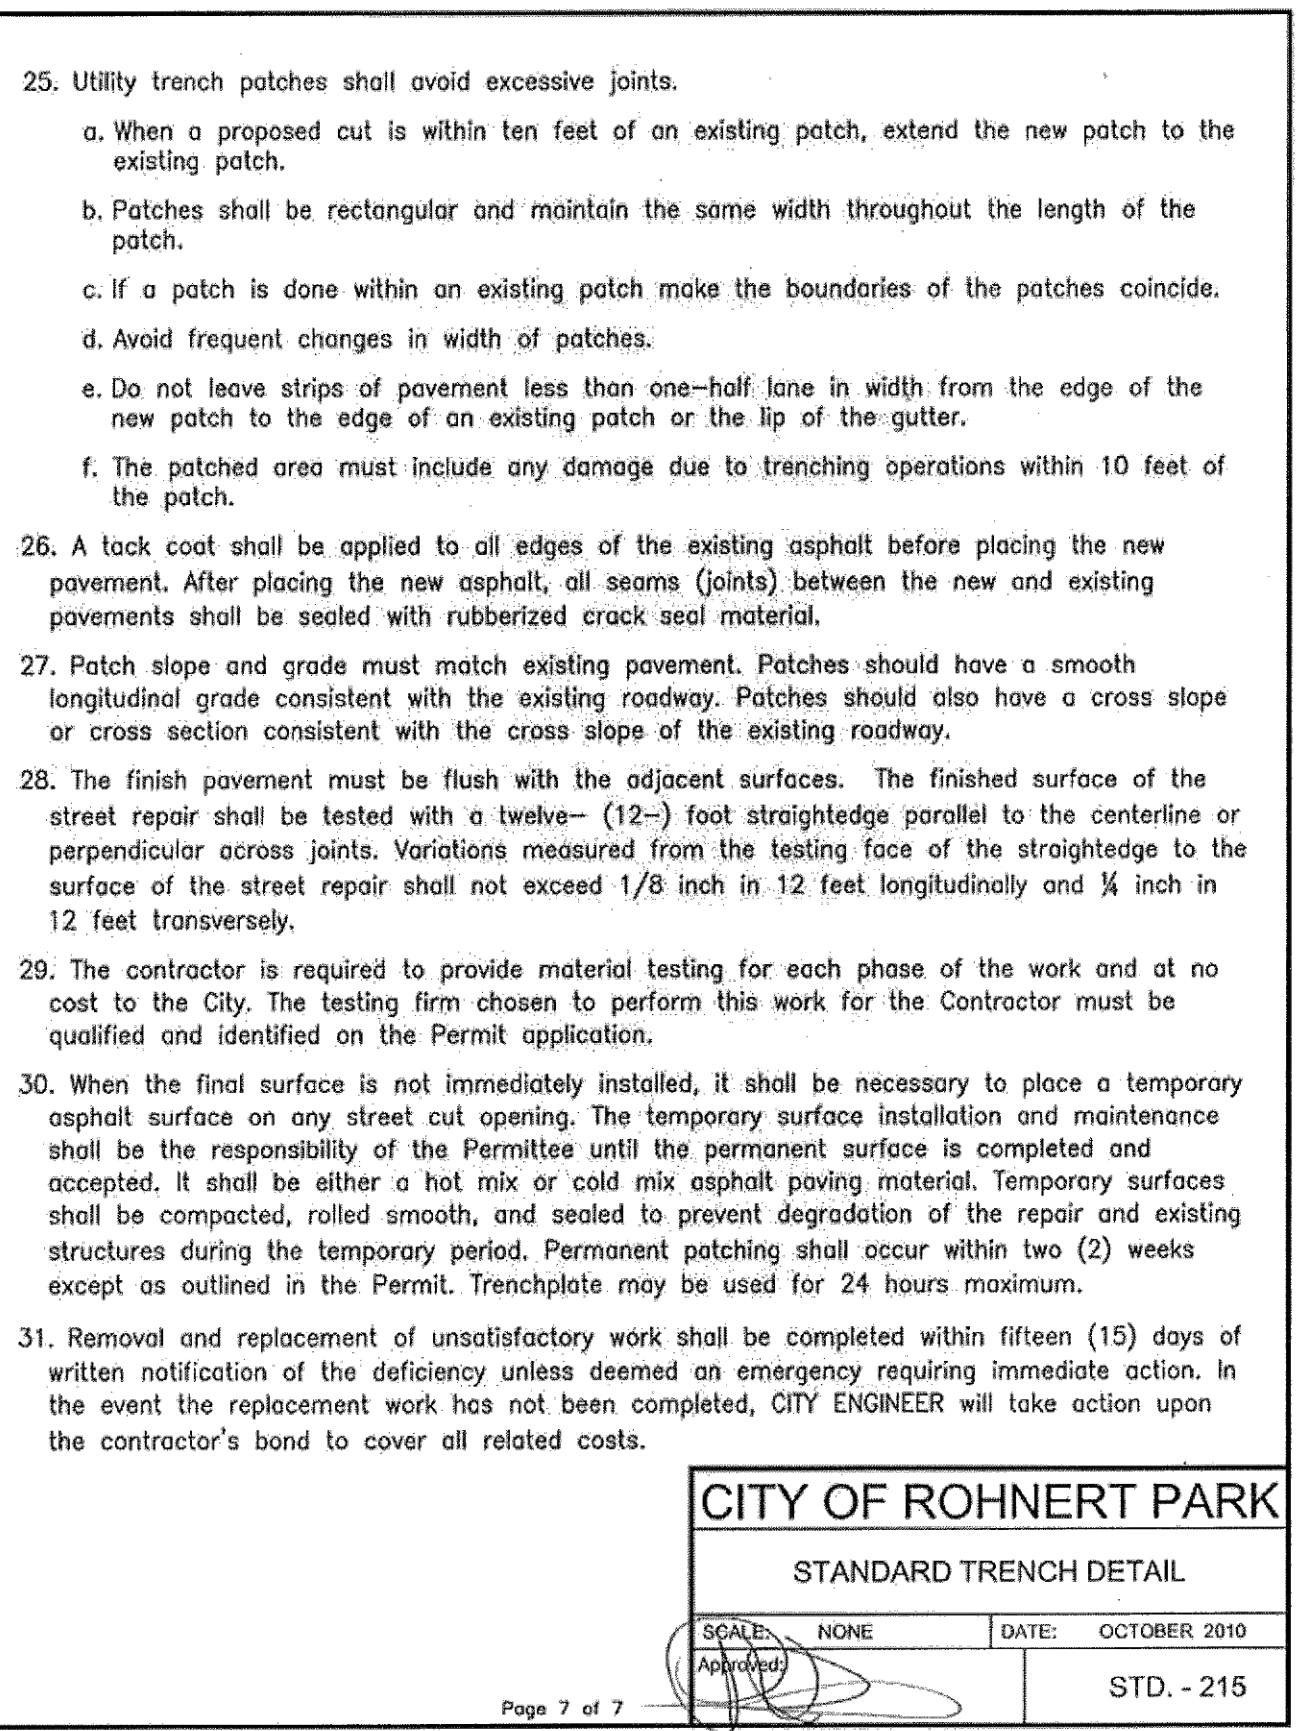 25. Utility trench patches shall avoid excessive joints.
a. When a proposed cut is within ten feet of an existing patch, extend the new patch to the
existing patch.
b. Patches shall be rectangular and maintain the same width throughout the length of the
patch.
c. If a patch is done within an existing patch make the boundaries of the patches coincide.
d. Avoid frequent changes in width of patches.
e. Do not leave strips of pavement less than one-half lane in width from the edge of the
new patch to the edge of an existing patch or the lip of the gutter.
f. The patched area must include any damage due to trenching operations within 10 feet of
the patch.
26. A tack coat shall be applied to all edges of the existing asphalt before placing the new
pavement. After placing the new asphalt, all seams (joints) between the new and existing
pavements shall be sealed with rubberized crack seal material.
27. Patch slope and grade must match existing pavement. Patches should have a smooth
longitudinal grade consistent with the existing roadway. Patches should also have a cross slope
or cross section consistent with the cross slope of the existing roadway.
28. The finish pavement must be flush with the adjacent surfaces. The finished surface of the
street repair shall be tested with a twelve- (12-) foot straightedge parallel to the centerline or
perpendicular across joints. Variations measured from the testing face of the straightedge to the
surface of the street repair shall not exceed 1/8 inch in 12 feet longitudinally and ¼ inch in
12 feet transversely.
29. The contractor is required to provide material testing for each phase of the work and at no
cost to the City. The testing firm chosen to perform this work for the Contractor must be
qualified and identified on the Permit application.
30. When the final surface is not immediately installed, it shall be necessary to place a temporary
asphalt surface on any street cut opening. The temporary surface installation and maintenance
shall be the responsibility of the Permittee until the permanent surface is completed and
accepted. It shall be either a hot mix or cold mix asphalt paving material. Temporary surfaces
shall be compacted, rolled smooth, and sealed to prevent degradation of the repair and existing
structures during the temporary period. Permanent patching shall occur within two (2) weeks
except as outlined in the Permit. Trenchplate may be used for 24 hours maximum.
31. Removal and replacement of unsatisfactory work shall be completed within fifteen (15) days of
written notification of the deficiency unless deemed an emergency requiring immediate action. In
the event the replacement work has not been completed, CITY ENGINEER will take action upon
the contractor's bond to cover all related costs.
CITY OF ROHNERT PARK
STANDARD TRENCH DETAIL
SCALE: NONE DATE: OCTOBER 2010
Approved:
STD. - 215
Page 7 of 7